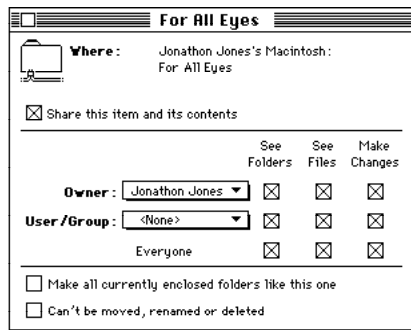 For All Eyes
Where: Jonathon Jones's Macintosh:
For All Eyes
Share this item and its contents
See See Make
Folders Files Changes
Owner: Jonathon Jones
User/Group: <None>
Everyone
Make all currently enclosed folders like this one
Can't be moved, renamed or deleted